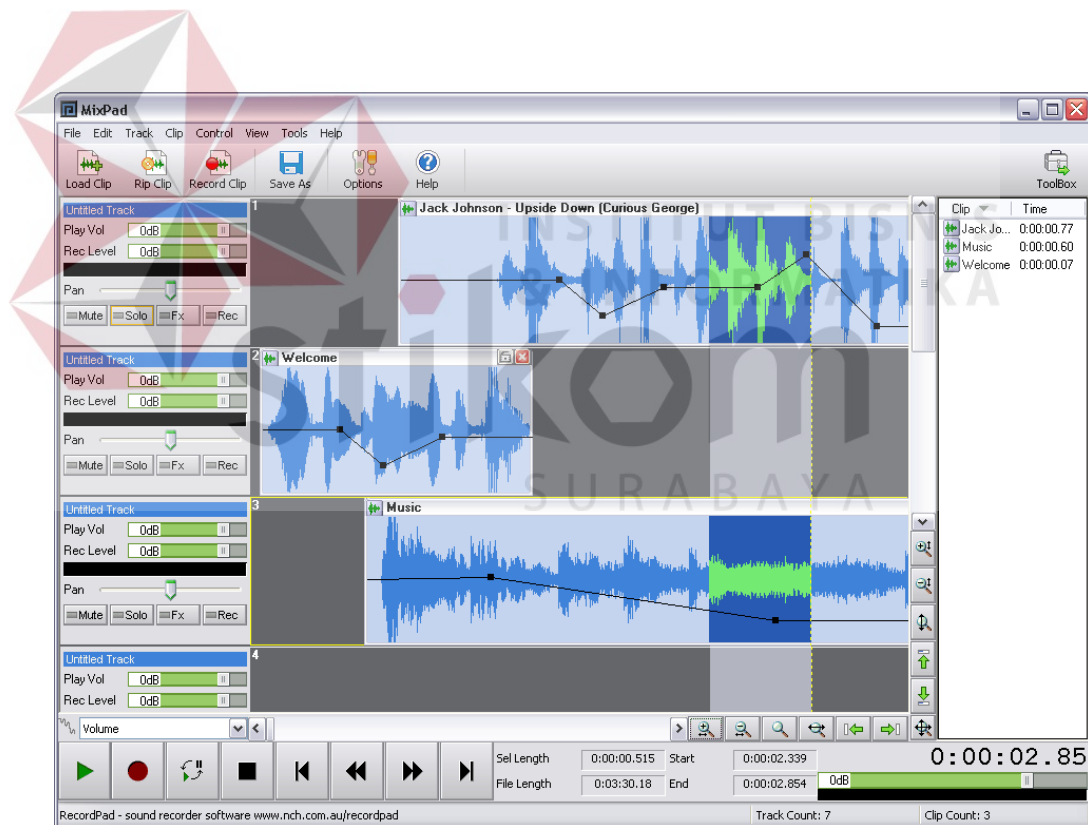 MixPad
File Edit Track Clip Control View Tools Help
Load Clip Rip Clip Record Clip Save As Options Help ToolBox
Untitled Track
Play Vol 0dB
Rec Level 0dB
Pan
Mute Solo Fx Rec
1
Jack Johnson - Upside Down (Curious George)
Clip Time
Jack Jo... 0:00:00.77
Music 0:00:00.60
Welcome 0:00:00.07
INSTITUT BISNIS
& INFORMATIKA
stikom
SURABAYA
Untitled Track
Play Vol 0dB
Rec Level 0dB
Pan
Mute Solo Fx Rec
2
Welcome
Untitled Track
Play Vol 0dB
Rec Level 0dB
Pan
Mute Solo Fx Rec
3
Music
Untitled Track
Play Vol 0dB
Rec Level 0dB
4
Volume
Sel Length 0:00:00.515 Start 0:00:02.339
File Length 0:03:30.18 End 0:00:02.854
0:00:02.85
0dB
RecordPad - sound recorder software www.nch.com.au/recordpad
Track Count: 7
Clip Count: 3